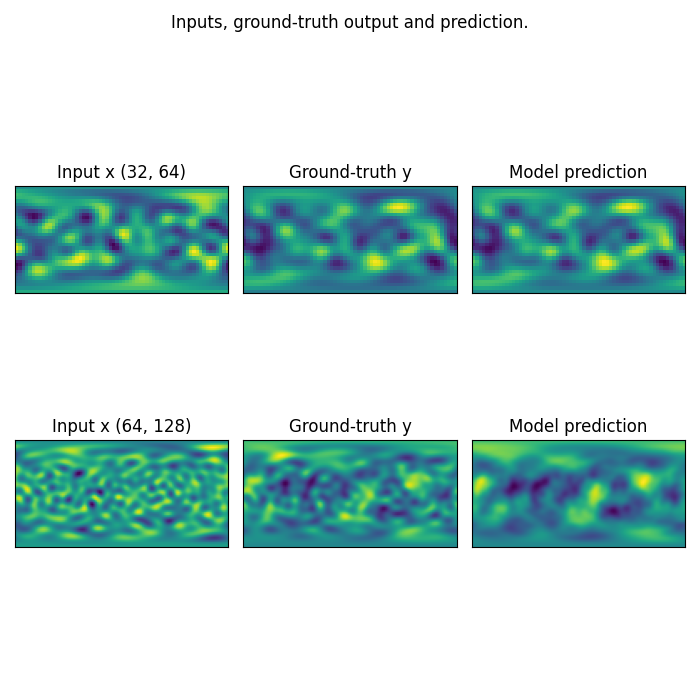 Inputs, ground-truth output and prediction.
Input x (32, 64)
Ground-truth y
Model prediction
Input x (64, 128)
Ground-truth y
Model prediction